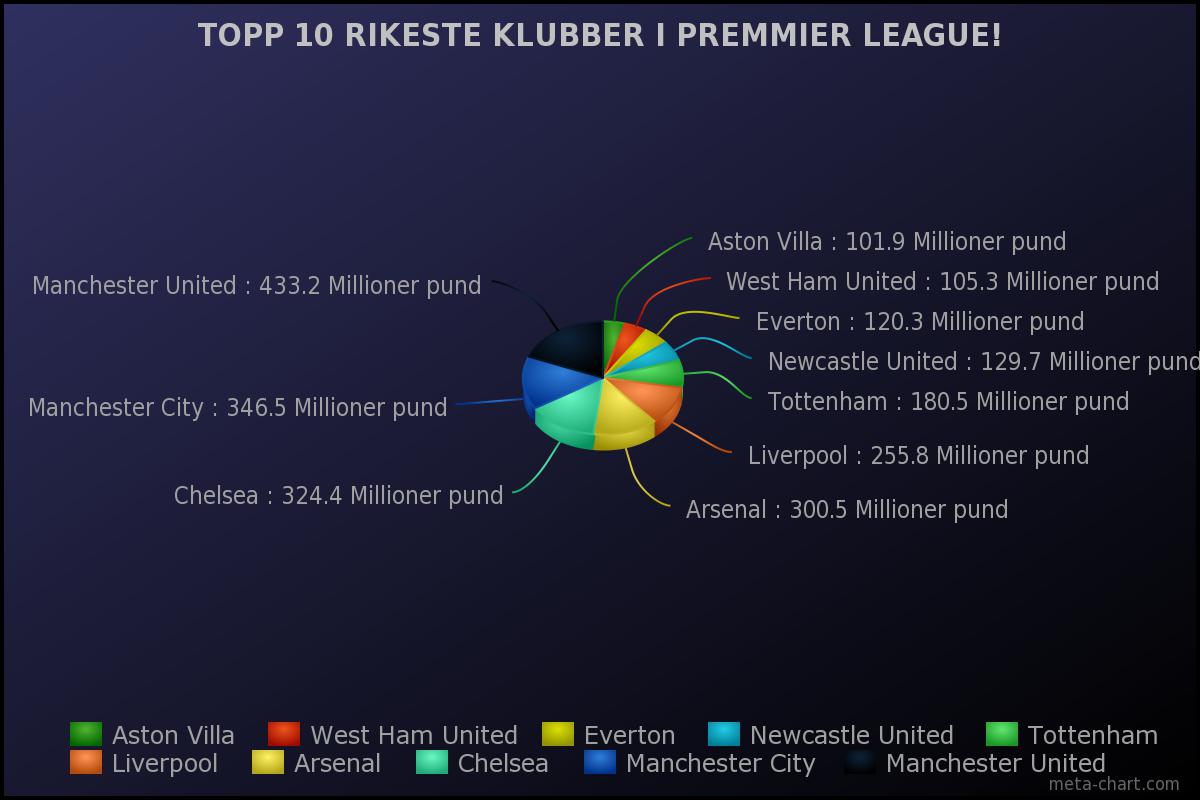 TOPP 10 RIKESTE KLUBBER I PREMMIER LEAGUE!
Aston Villa : 101.9 Millioner pund
West Ham United : 105.3 Millioner pund
Manchester United : 433.2 Millioner pund
Everton : 120.3 Millioner pund
Newcastle United : 129.7 Millioner pund
Tottenham : 180.5 Millioner pund
Manchester City : 346.5 Millioner pund
Liverpool : 255.8 Millioner pund
Chelsea : 324.4 Millioner pund
Arsenal : 300.5 Millioner pund
Aston Villa West Ham United Everton Newcastle United Tottenham
Liverpool Arsenal Chelsea Manchester City Manchester United
meta-chart.com